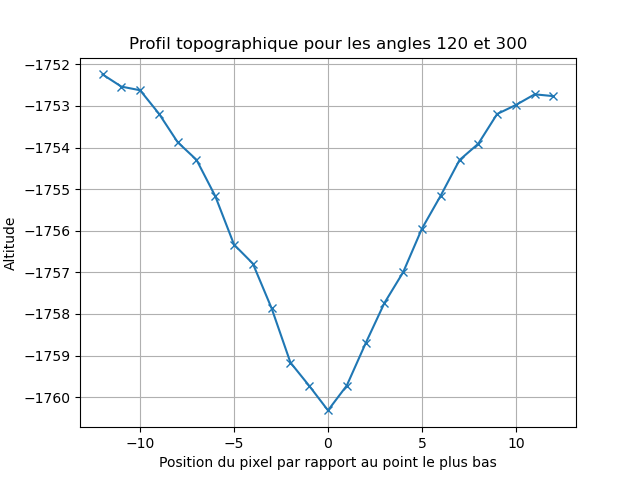 Profil topographique pour les angles 120 et 300
Altitude
−1752
−1753
−1754
−1755
−1756
−1757
−1758
−1759
−1760
−10 −5 0 5 10
Position du pixel par rapport au point le plus bas